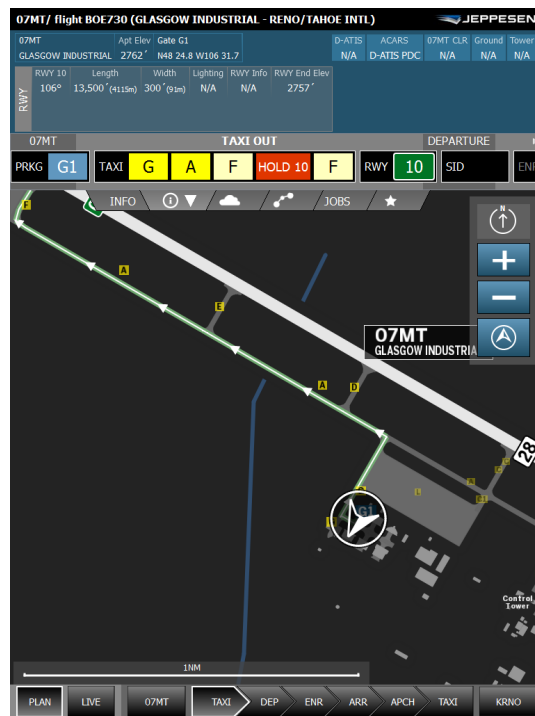 07MT/ flight BOE730 (GLASGOW INDUSTRIAL - RENO/TAHOE INTL)
JEPPESEN
07MT Apt Elev Gate G1
GLASGOW INDUSTRIAL 2762´ N48 24.8 W106 31.7
D-ATIS ACARS 07MT CLR Ground Tower
N/A D-ATIS PDC N/A N/A N/A
RWY
RWY 10 Length Width Lighting RWY Info RWY End Elev
106° 13,500´(4115m) 300´(91m) N/A N/A 2757´
07MT TAXI OUT DEPARTURE
PRKG G1 TAXI G A F HOLD 10 F RWY 10 SID
INFO JOBS
N
F
A
E
07MT
GLASGOW INDUSTRIA
A
D
28
C
C
A
L
G1
G1
Control
Tower
1NM
PLAN LIVE 07MT TAXI DEP ENR ARR APCH TAXI KRNO